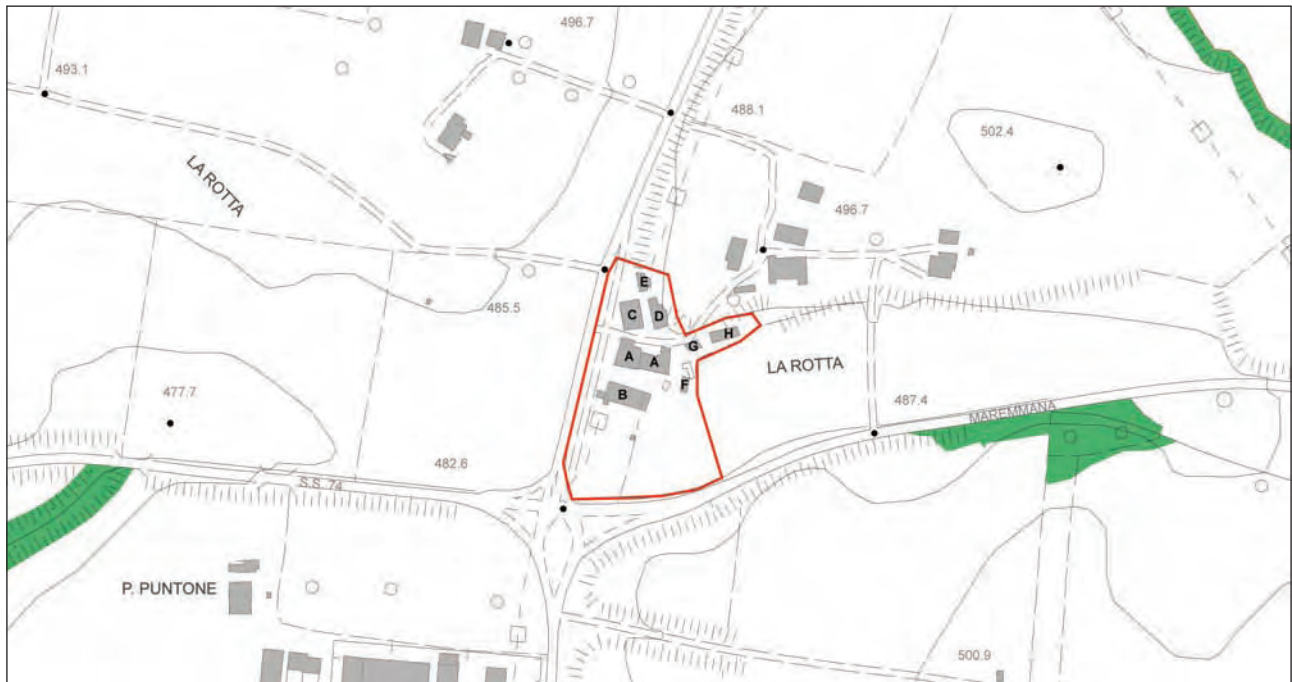 496.7
493.1
488.1
502.4
LA ROTTA
496.7
E
485.5
C
D
H
G
A
A
LA ROTTA
F
B
477.7
487.4
MAREMMANA
482.6
S.S. 74
P. PUNTONE
500.9